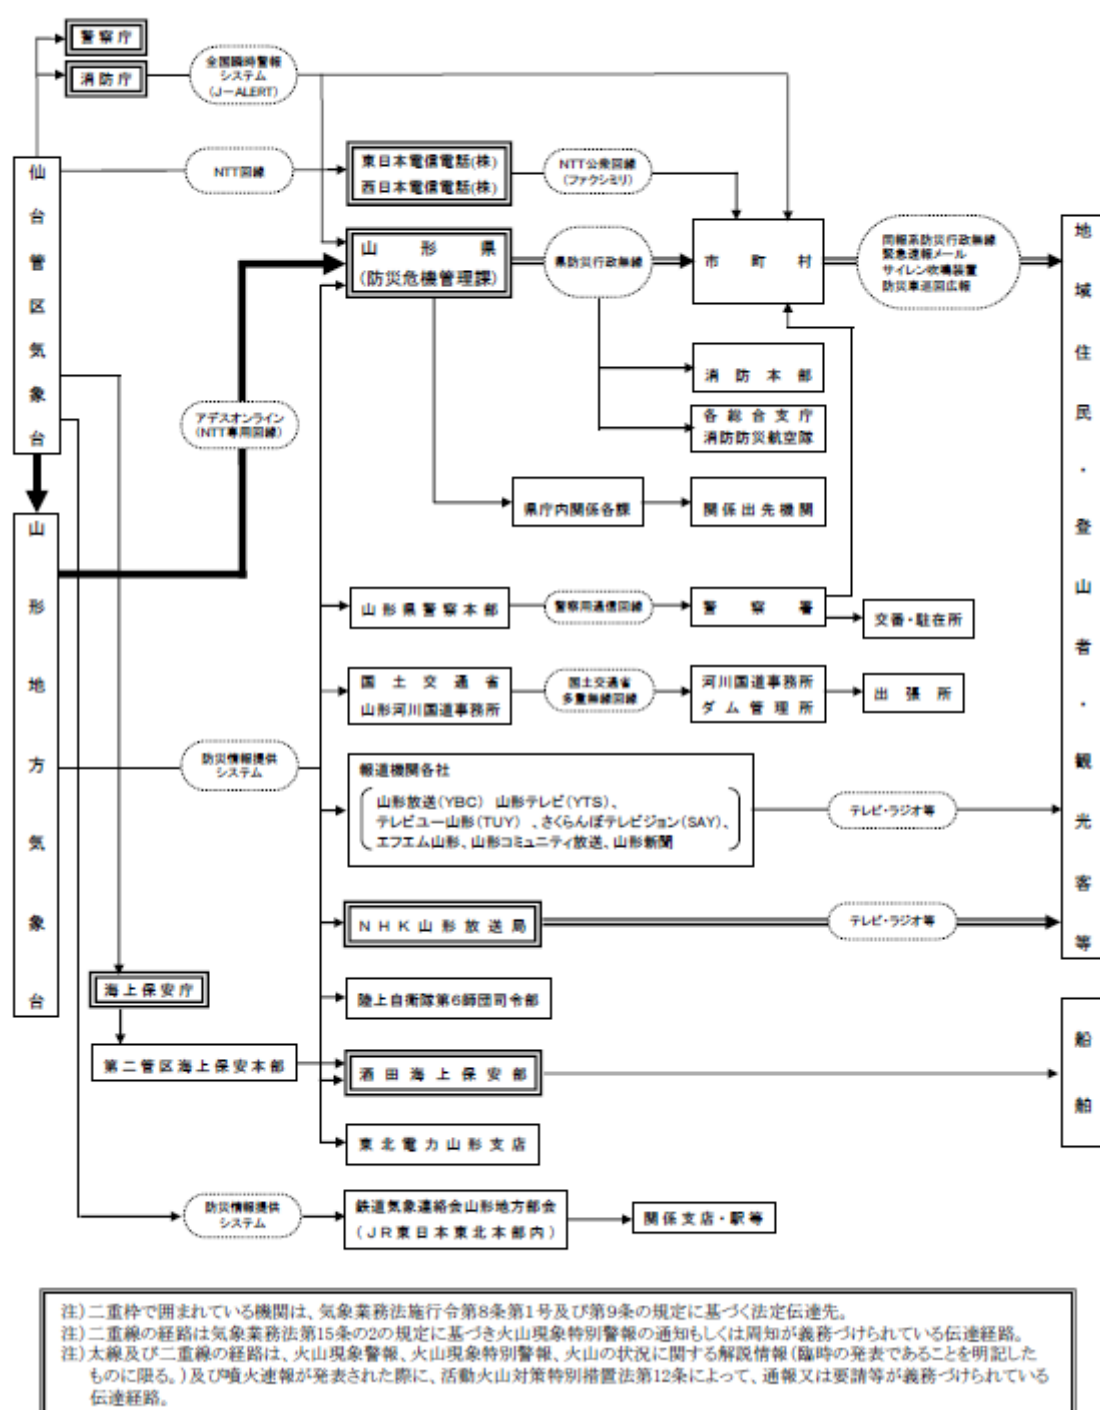 警察庁
消防庁
全国瞬時警報
システム
(J－ALERT)
仙台管区気象台
NTT回線
東日本電信電話(株)
西日本電信電話(株)
NTT公衆回線
(ファクシミリ)
山形県
(防災危機管理課)
県防災行政無線
市町村
同報系防災行政無線
緊急速報メール
サイレン吹鳴装置
防災車巡回広報
地域住民・登山者・観光客等
消防本部
アデスオンライン
(NTT専用回線)
各総合支庁
消防防災航空隊
県庁内関係各課
関係出先機関
山形地方気象台
山形県警察本部
警察用通信回線
警察署
交番・駐在所
国土交通省
山形河川国道事務所
国土交通省
多重無線回線
河川国道事務所
ダム管理所
出張所
防災情報提供
システム
報道機関各社
山形放送(YBC)　山形テレビ(YTS)、
テレビユー山形(TUY)　、さくらんぼテレビジョン(SAY)、
エフエム山形、山形コミュニティ放送、山形新聞
テレビ・ラジオ等
NHK山形放送局
テレビ・ラジオ等
海上保安庁
陸上自衛隊第6師団司令部
船舶
第二管区海上保安本部
酒田海上保安部
東北電力山形支店
防災情報提供
システム
鉄道気象連絡会山形地方部会
(JR東日本東北本部内)
関係支店・駅等
注)二重枠で囲まれている機関は、気象業務法施行令第8条第1号及び第9条の規定に基づく法定伝達先。
注)二重線の経路は気象業務法第15条の2の規定に基づき火山現象特別警報の通知もしくは周知が義務づけられている伝達経路。
注)太線及び二重線の経路は、火山現象警報、火山現象特別警報、火山の状況に関する解説情報(臨時の発表であることを明記した
ものに限る。)及び噴火速報が発表された際に、活動火山対策特別措置法第12条によって、通報又は要請等が義務づけられている
伝達経路。